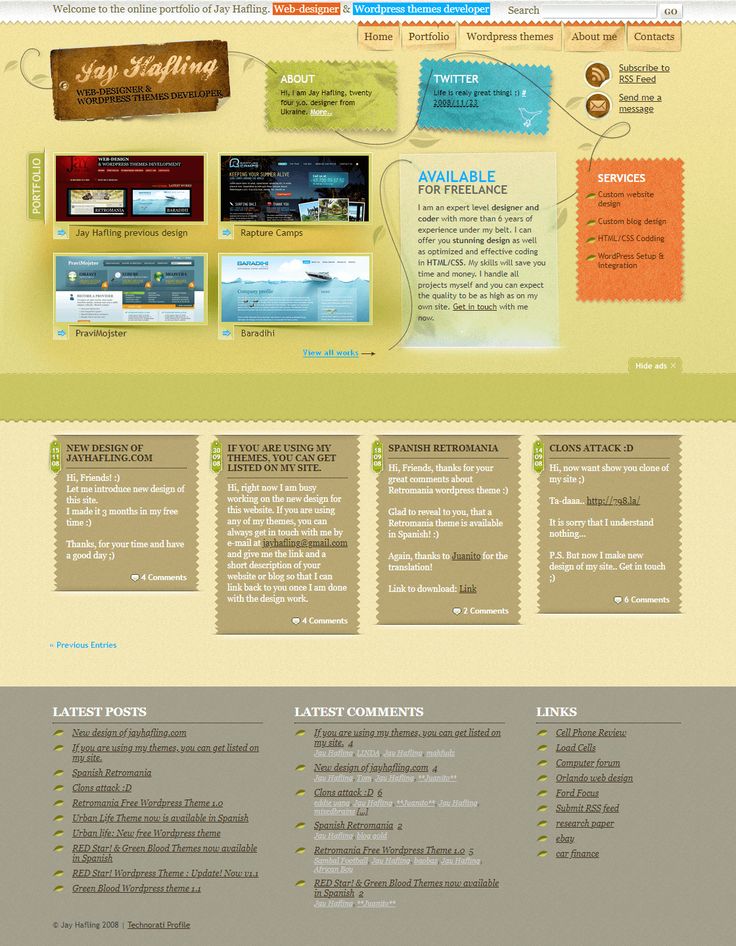 Welcome to the online portfolio of Jay Hafling. Web-designer & Wordpress themes developer
Search
GO
Home
Portfolio
Wordpress themes
About me
Contacts
Jay Hafling
WEB-DESIGNER &
WORDPRESS THEMES DEVELOPER
ABOUT
Hi, I am Jay Hafling, twenty
four y.o. designer from
Ukraine. More..
TWITTER
Life is realy great thing! :) #
2008/11/23
Subscribe to
RSS Feed
Send me a
message
PORTFOLIO
WEB-DESIGN
& WORDPRESS THEMES DEVELOPMENT
RETROMANIA
BARADIHI
Jay Hafling previous design
RAPTURE CAMPS
KEEPING YOUR SUMMER ALIVE
Rapture Camps
PraviMojster
PraviMojster
BARADIHI
Company profile
Baradihi
View all works
AVAILABLE
FOR FREELANCE
I am an expert level designer and
coder with more than 6 years of
experience under my belt. I can
offer you stunning design as well
as optimized and effective coding
in HTML/CSS. My skills will save you
time and money. I handle all
projects myself and you can expect
the quality to be as high as on my
own site. Get in touch with me
now.
SERVICES
Custom website
design
Custom blog design
HTML/CSS Codding
WordPress Setup &
Integration
Hide ads ×
15
11
08
NEW DESIGN OF
JAYHAFLING.COM
Hi, Friends! :)
Let me introduce new design of
this site.
I made it 3 months in my free
time :)
Thanks, for your time and have
a good day ;)
4 Comments
30
09
08
IF YOU ARE USING MY
THEMES, YOU CAN GET
LISTED ON MY SITE.
Hi, right now I am busy
working on the new design for
this website. If you are using
any of my themes, you can
always get in touch with me by
e-mail at jayhafling@gmail.com
and give me the link and a
short description of your
website or blog so that I can
link back to you once I am done
with the design work.
4 Comments
18
09
08
SPANISH RETROMANIA
Hi, Friends, thanks for your
great comments about
Retromania wordpress theme :)
Glad to reveal to you, that a
Retromania theme is available
in Spanish! :)
Again, thanks to Juanito for the
translation!
Link to download: Link
2 Comments
14
09
08
CLONS ATTACK :D
Hi, now want show you clone of
my site ;)
Ta-daaa.. http://798.la/
It is sorry that I understand
nothing...
P.S. But now I make new
design of my site.. Get in touch
;)
6 Comments
« Previous Entries
LATEST POSTS
New design of jayhafling.com
If you are using my themes, you can get listed on
my site.
Spanish Retromania
Clons attack :D
Retromania Free Wordpress Theme 1.0
Urban Life Theme now is available in Spanish
Urban life: New free Wordpress theme
RED Star! & Green Blood Themes now available
in Spanish
RED Star! Wordpress Theme : Update! Now v1.1
Green Blood Wordpress theme 1.1
LATEST COMMENTS
If you are using my themes, you can get listed on
my site. 4
Jay Hafling, LINDA, Jay Hafling, mahfudz
New design of jayhafling.com 4
Jay Hafling, Tom, Jay Hafling, **Juanito**
Clons attack :D 6
eddie yang, Jay Hafling, **Juanito**, Jay Hafling,
mixedbrainz [...]
Spanish Retromania 2
Jay Hafling, blog gold
Retromania Free Wordpress Theme 1.0 5
Sambal Football, Jay Hafling, baobaz, Jay Hafling,
African Boy
RED Star! & Green Blood Themes now available
in Spanish 2
Jay Hafling, **Juanito**
LINKS
Cell Phone Review
Load Cells
Computer forum
Orlando web design
Ford Focus
Submit RSS feed
research paper
ebay
car finance
© Jay Hafling 2008 | Technorati Profile